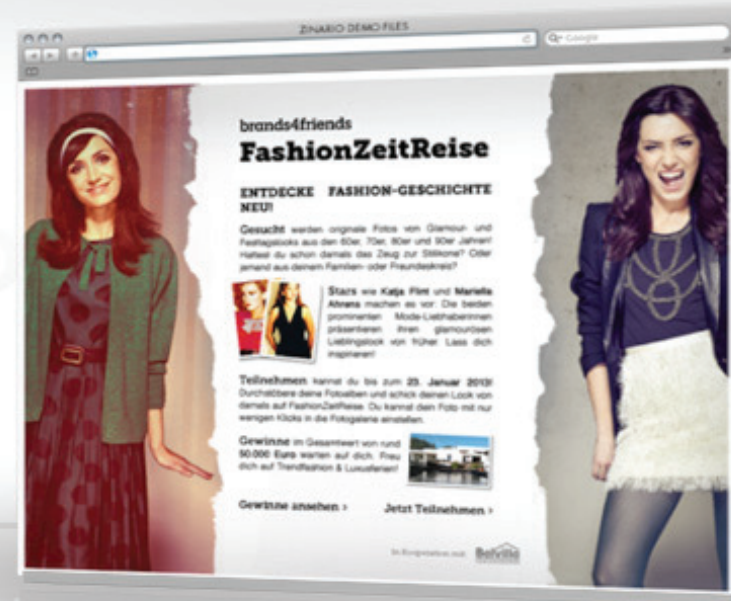 ZINARIO DEMO FILES
Google
brands4friends
FashionZeitReise
ENTDECKE FASHION-GESCHICHTE
NEU!
Gesucht werden originale Fotos von Glamour- und
Festtagslooks aus den 60er, 70er, 80er und 90er Jahren!
Hattest du schon damals das Zeug zur Stilikone? Oder
jemand aus deinem Familien- oder Freundeskreis?
Stars wie Katja Flint und Mariella
Ahrens machen es vor: Die beiden
prominenten Mode-Liebhaberinnen
präsentieren ihren glamourösen
Lieblingslook von früher. Lass dich
inspirieren!
Teilnehmen kannst du bis zum 23. Januar 2013!
Durchstöbere deine Fotoalben und schick deinen Look von
damals auf FashionZeitReise. Du kannst dein Foto mit nur
wenigen Klicks in die Fotogalerie einstellen.
Gewinne im Gesamtwert von rund
50.000 Euro warten auf dich. Freu
dich auf Trendfashion & Luxusferien!
Gewinne ansehen ›
Jetzt Teilnehmen ›
In Kooperation mit
Belvilla